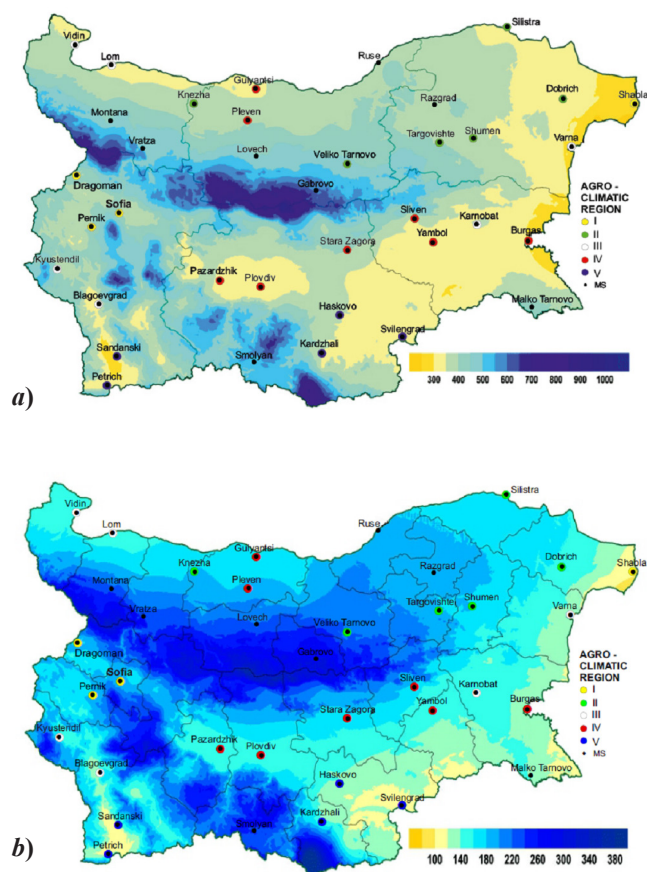 Silistra
Vidin
Lom
Ruse
Gulyantsi
Knezha
Dobrich
Shabla
Razgrad
Pleven
Montana
Targovishte
Shumen
Vratza
Lovech
Veliko Tarnovo
Varna
Dragoman
Gabrovo
AGRO -
CLIMATIC
REGION
I
II
III
IV
V
MS
Sofia
Pernik
Sliven
Karnobat
Yambol
Burgas
Stara Zagora
Kyustendil
Pazardzhik
Plovdiv
Blagoevgrad
Haskovo
Malko Tarnovo
Svilengrad
Sandanski
Kardzhali
Smolyan
Petrich
300 400 500 600 700 800 900 1000
a)
Silistra
Vidin
Lom
Ruse
Gulyantsi
Knezha
Dobrich
Shabla
Razgrad
Montana
Pleven
Targovishtei
Shumen
Varna
Vratza
Lovech
Veliko Tarnovo
Dragoman
Gabrovo
AGRO -
CLIMATIC
REGION
I
II
III
IV
V
MS
Sofia
Pernik
Sliven
Karnobat
Yambol
Burgas
Stara Zagora
Kyustendil
Pazardzhik
Plovdiv
Blagoevgrad
Haskovo
Malko Tarnovo
Svilengrad
Sandanski
Kardzhali
Smolyan
Petrich
100 140 160 180 200 220 240 260 280 340 380
b)